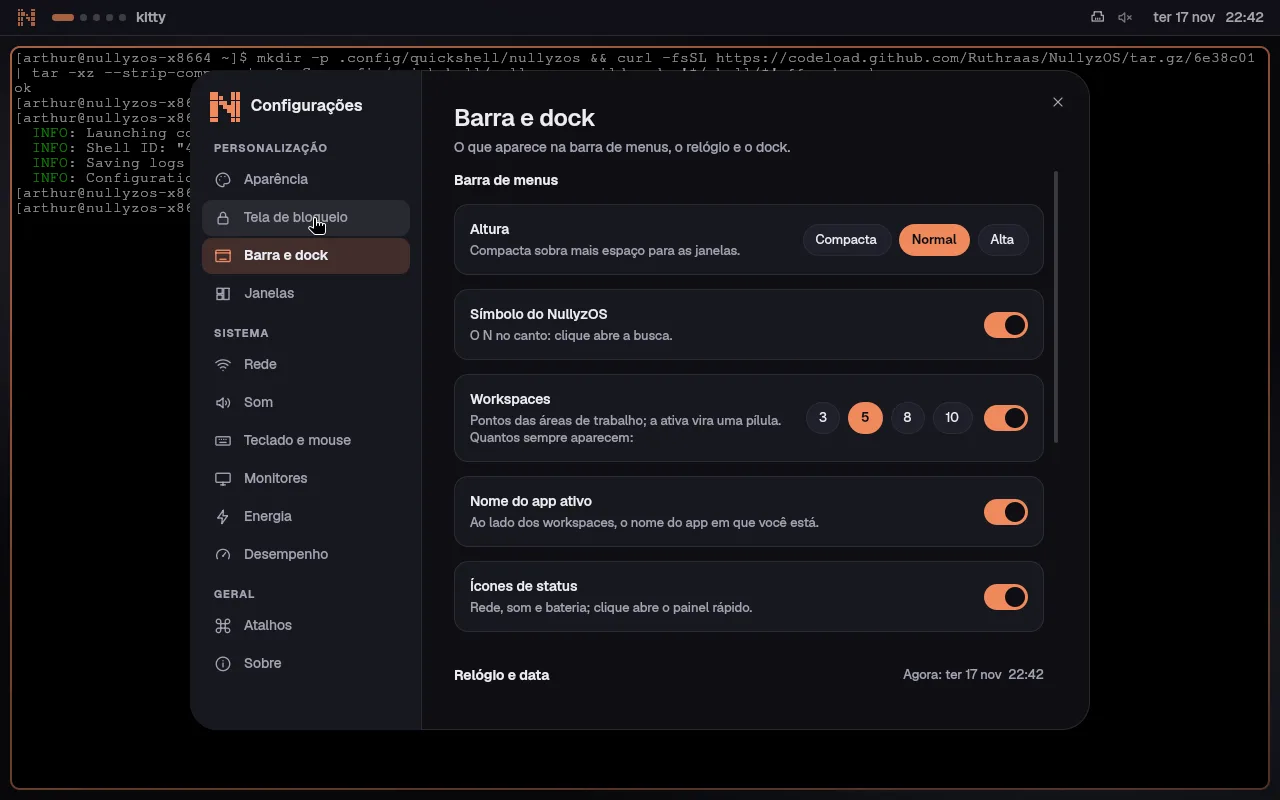 kitty
ter 17 nov 22:42
[arthur@nullyzos-x8664 ~]$ mkdir -p .config/quickshell/nullyzos && curl -fsSL https://codeload.github.com/Ruthraas/NullyzOS/tar.gz/6e38c01
| tar -xz --strip-comp
ok
[arthur@nullyzos-x86
[arthur@nullyzos-x86
INFO: Launching co
INFO: Shell ID: "4
INFO: Saving logs
INFO: Configuratio
[arthur@nullyzos-x86
[arthur@nullyzos-x86
Configurações
PERSONALIZAÇÃO
Aparência
Tela de bloqueio
Barra e dock
Janelas
SISTEMA
Rede
Som
Teclado e mouse
Monitores
Energia
Desempenho
GERAL
Atalhos
Sobre
Barra e dock
O que aparece na barra de menus, o relógio e o dock.
Barra de menus
Altura
Compacta sobra mais espaço para as janelas.
Compacta Normal Alta
Símbolo do NullyzOS
O N no canto: clique abre a busca.
Workspaces
Pontos das áreas de trabalho; a ativa vira uma pílula.
Quantos sempre aparecem:
3 5 8 10
Nome do app ativo
Ao lado dos workspaces, o nome do app em que você está.
Ícones de status
Rede, som e bateria; clique abre o painel rápido.
Relógio e data
Agora: ter 17 nov 22:42